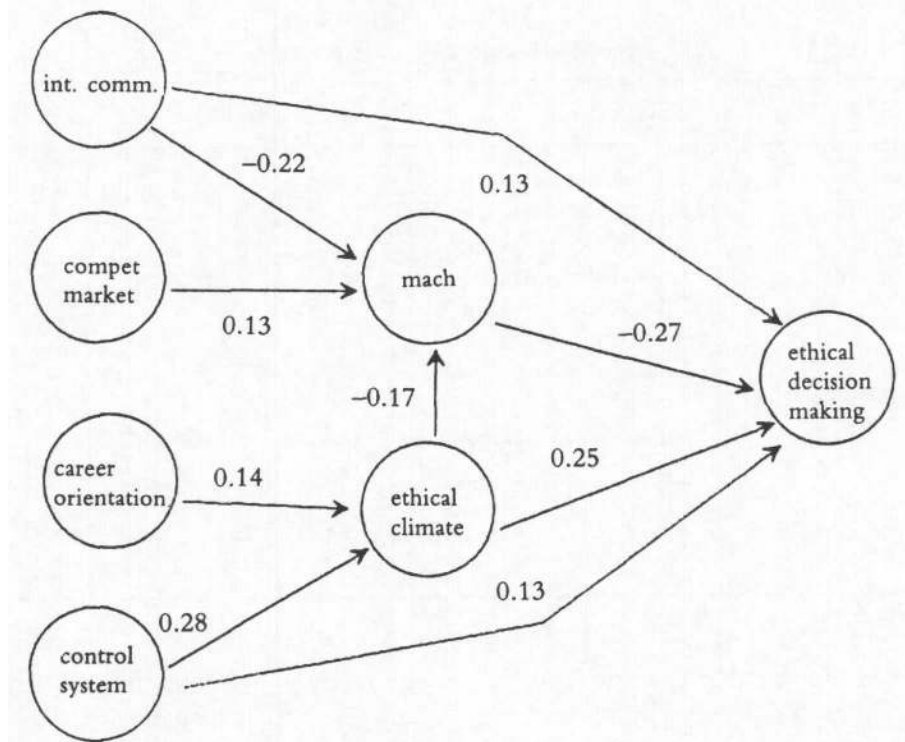 int. comm.
-0.22
0.13
compet
market
0.13
mach
-0.27
ethical
decision
making
-0.17
career
orientation
0.14
ethical
climate
0.25
0.28
0.13
control
system